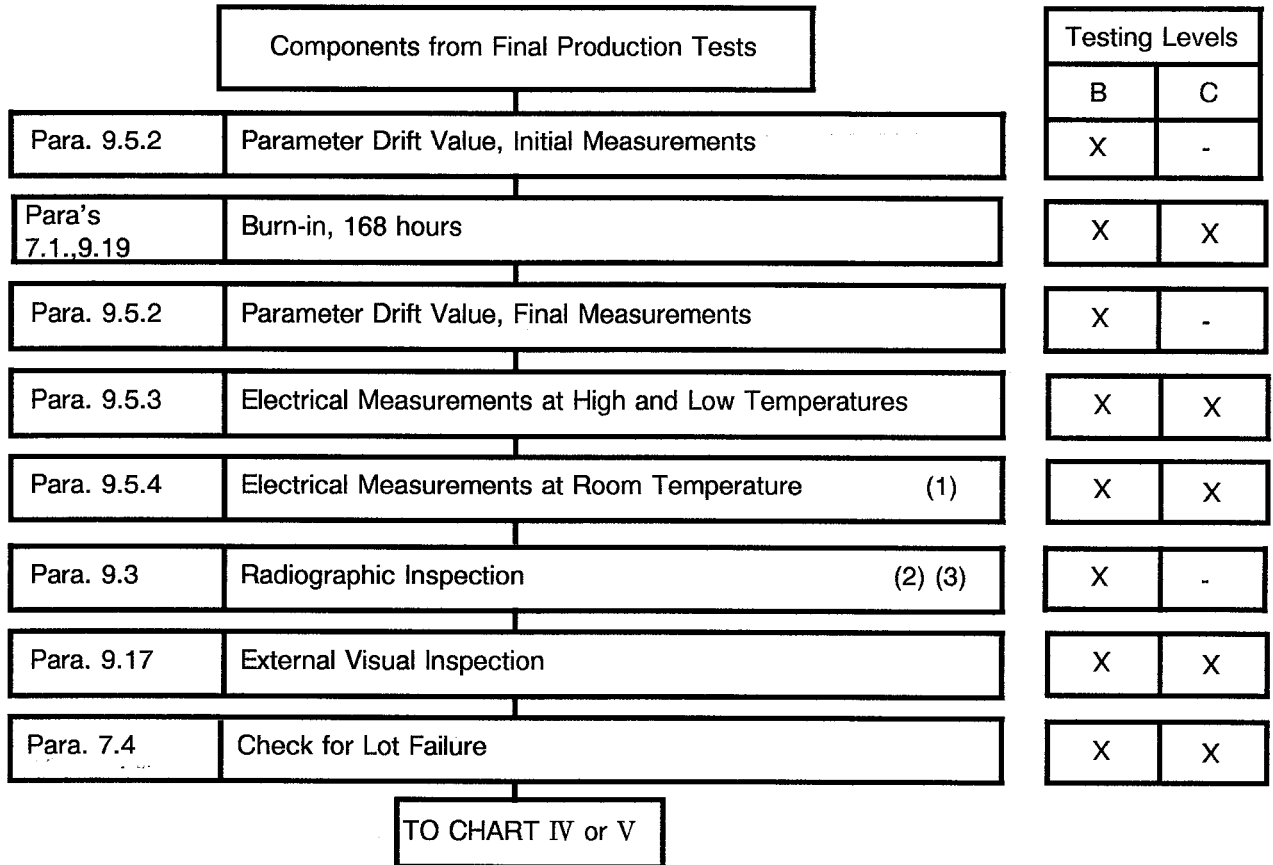 Components from Final Production Tests
Testing Levels
B C
Para. 9.5.2 Parameter Drift Value, Initial Measurements X -
Para's
7.1.,9.19 Burn-in, 168 hours X X
Para. 9.5.2 Parameter Drift Value, Final Measurements X -
Para. 9.5.3 Electrical Measurements at High and Low Temperatures X X
Para. 9.5.4 Electrical Measurements at Room Temperature (1) X X
Para. 9.3 Radiographic Inspection (2) (3) X -
Para. 9.17 External Visual Inspection X X
Para. 7.4 Check for Lot Failure X X
TO CHART IV or V